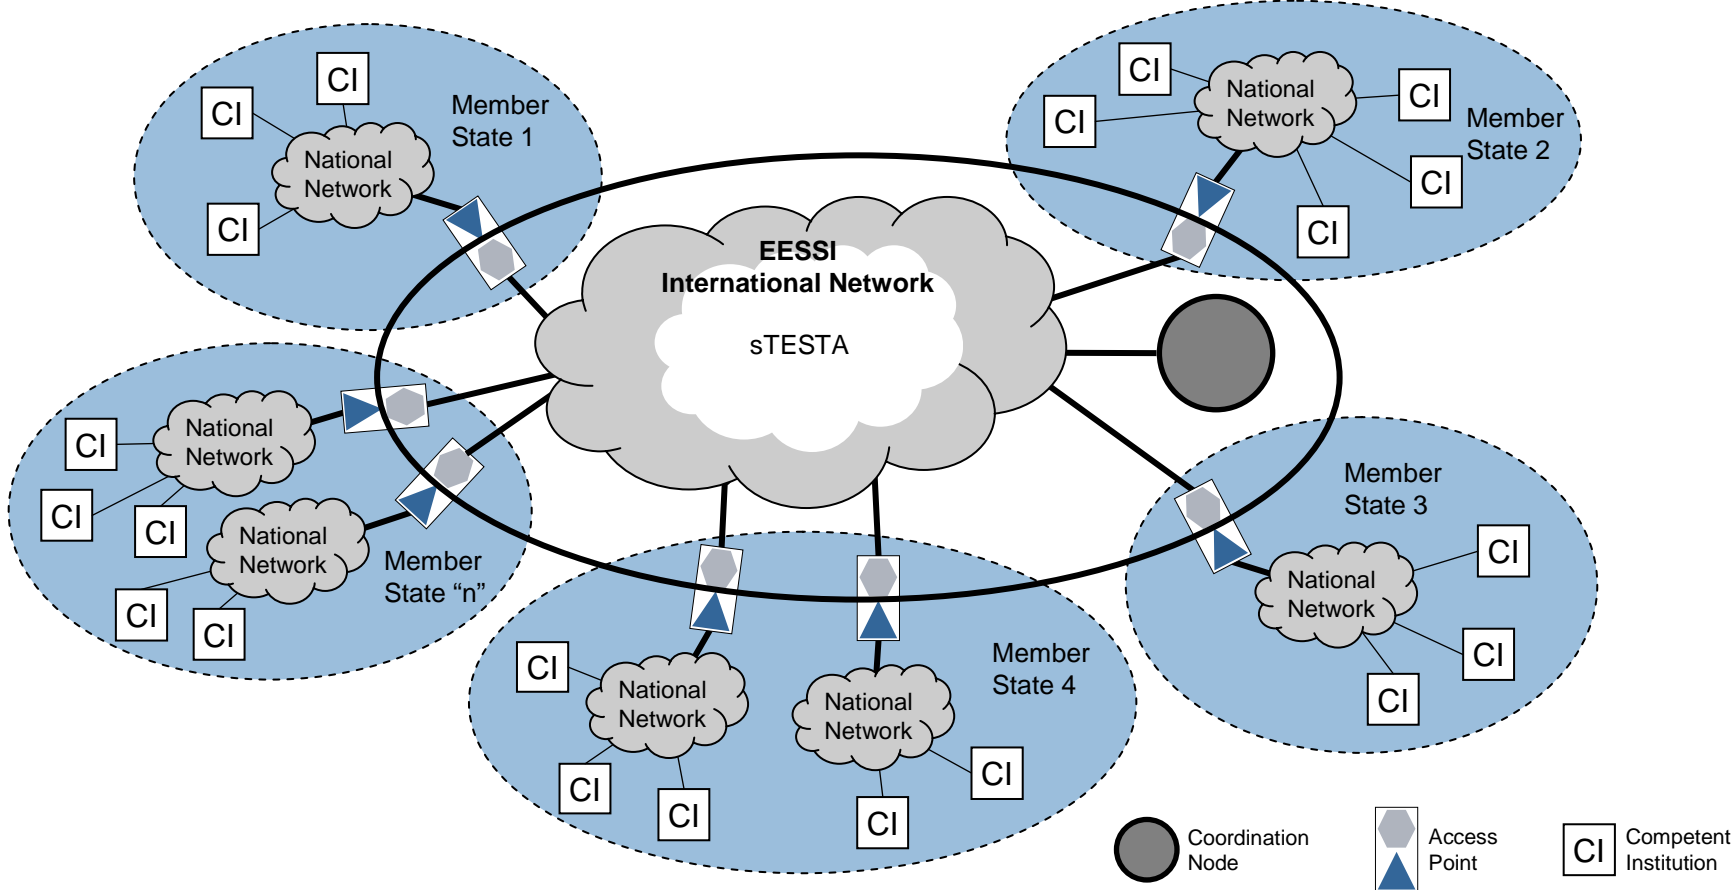 CI
CI
CI
Member
State 1
National
Network
CI
CI
National
Network
CI
CI
CI
CI
Member
State 2
EESSI
International Network
sTESTA
CI
CI
CI
National
Network
CI
CI
National
Network
Member
State “n”
Member
State 3
CI
CI
CI
National
Network
CI
CI
CI
National
Network
National
Network
CI
CI
Member
State 4
Coordination
Node
Access
Point
CI
Competent
Institution